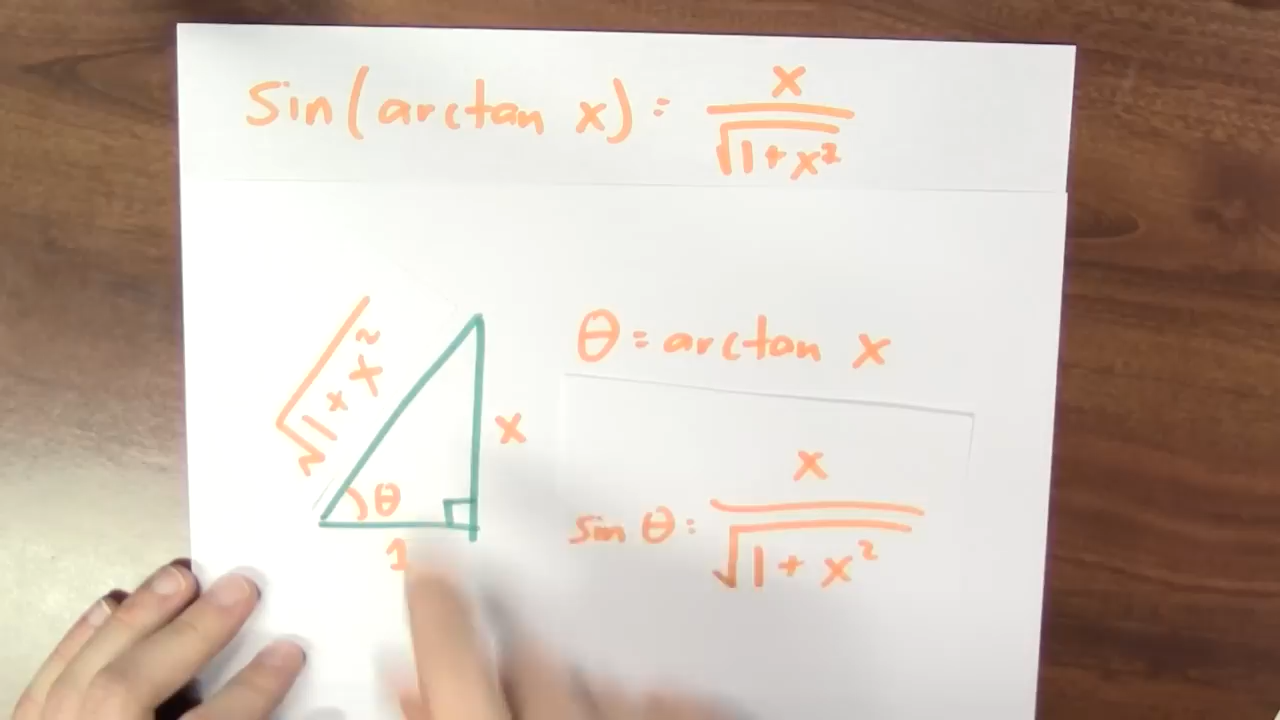 sin(arctan x) = x / √(1+x²)
√(1+x²)
x
θ
1
θ = arctan x
sin θ = x / √(1+x²)